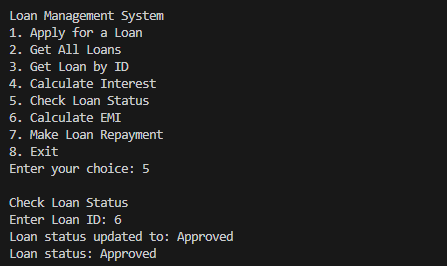 Loan Management System
1. Apply for a Loan
2. Get All Loans
3. Get Loan by ID
4. Calculate Interest
5. Check Loan Status
6. Calculate EMI
7. Make Loan Repayment
8. Exit
Enter your choice: 5
Check Loan Status
Enter Loan ID: 6
Loan status updated to: Approved
Loan status: Approved